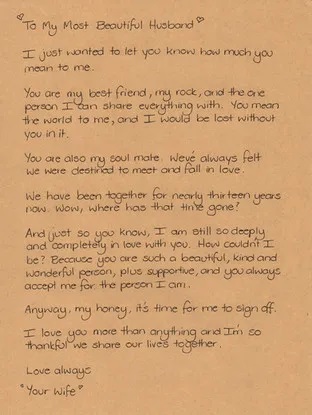 ♡ To My Most Beautiful Husband ♡
I just wanted to let you know how much you
mean to me.
You are my best friend, my rock, and the one
person I can share everything with. You mean
the world to me, and I would be lost without
you in it.
You are also my soul mate. We've always felt
we were destined to meet and fall in love.
We have been together for nearly thirteen years
now. Wow, where has that time gone?
And just so you know, I am still so deeply
and completely in love with you. How couldn't I
be? Because you are such a beautiful, kind and
wonderful person, plus supportive, and you always
accept me for the person I am.
Anyway, my honey, it's time for me to sign off.
I love you more than anything and I'm so
thankful we share our lives together.
Love always
"Your Wife"